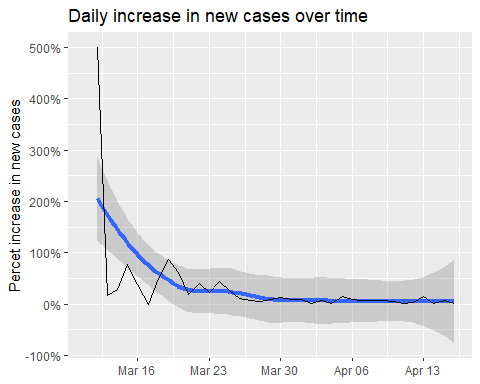 Daily increase in new cases over time
500%
400%
300%
200%
100%
0%
-100%
Percet increase in new cases
Mar 16
Mar 23
Mar 30
Apr 06
Apr 13